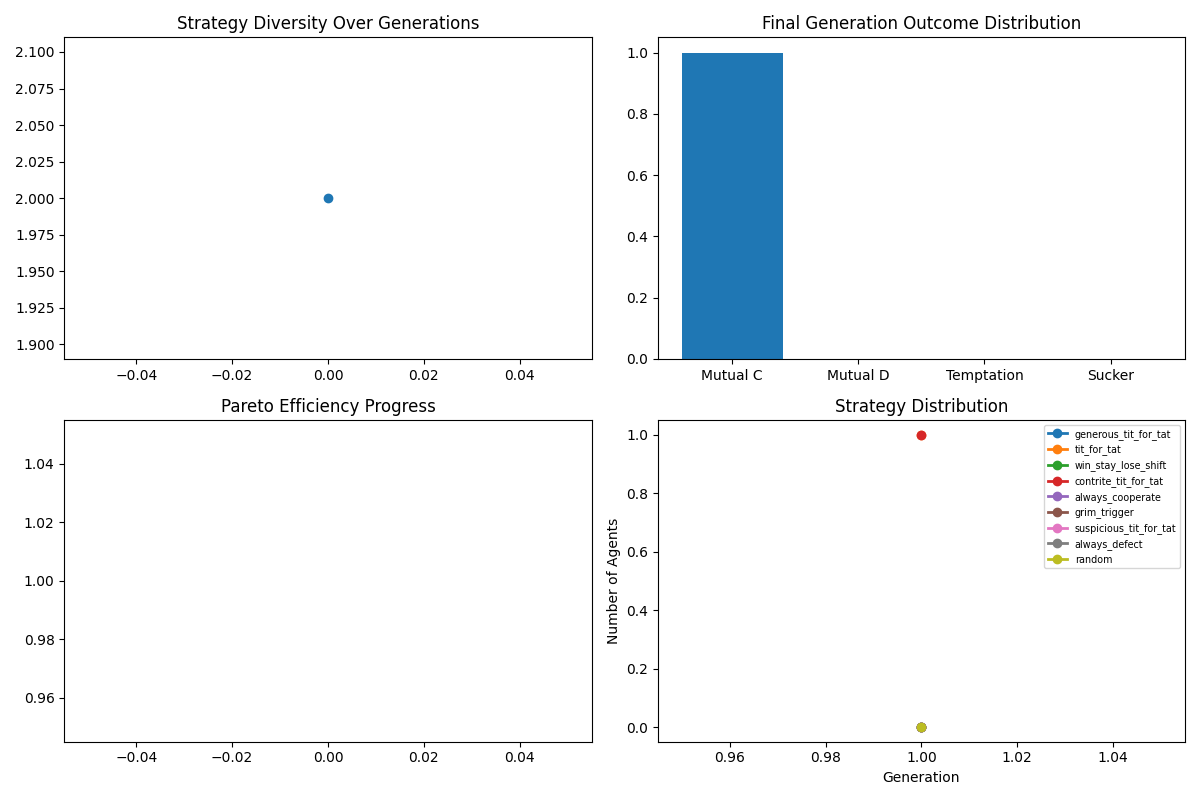 Strategy Diversity Over Generations
2.100
2.075
2.050
2.025
2.000
1.975
1.950
1.925
1.900
−0.04 −0.02 0.00 0.02 0.04
Final Generation Outcome Distribution
1.0
0.8
0.6
0.4
0.2
0.0
Mutual C Mutual D Temptation Sucker
Pareto Efficiency Progress
1.04
1.02
1.00
0.98
0.96
−0.04 −0.02 0.00 0.02 0.04
Strategy Distribution
Number of Agents
1.0
0.8
0.6
0.4
0.2
0.0
generous_tit_for_tat
tit_for_tat
win_stay_lose_shift
contrite_tit_for_tat
always_cooperate
grim_trigger
suspicious_tit_for_tat
always_defect
random
0.96 0.98 1.00 1.02 1.04
Generation